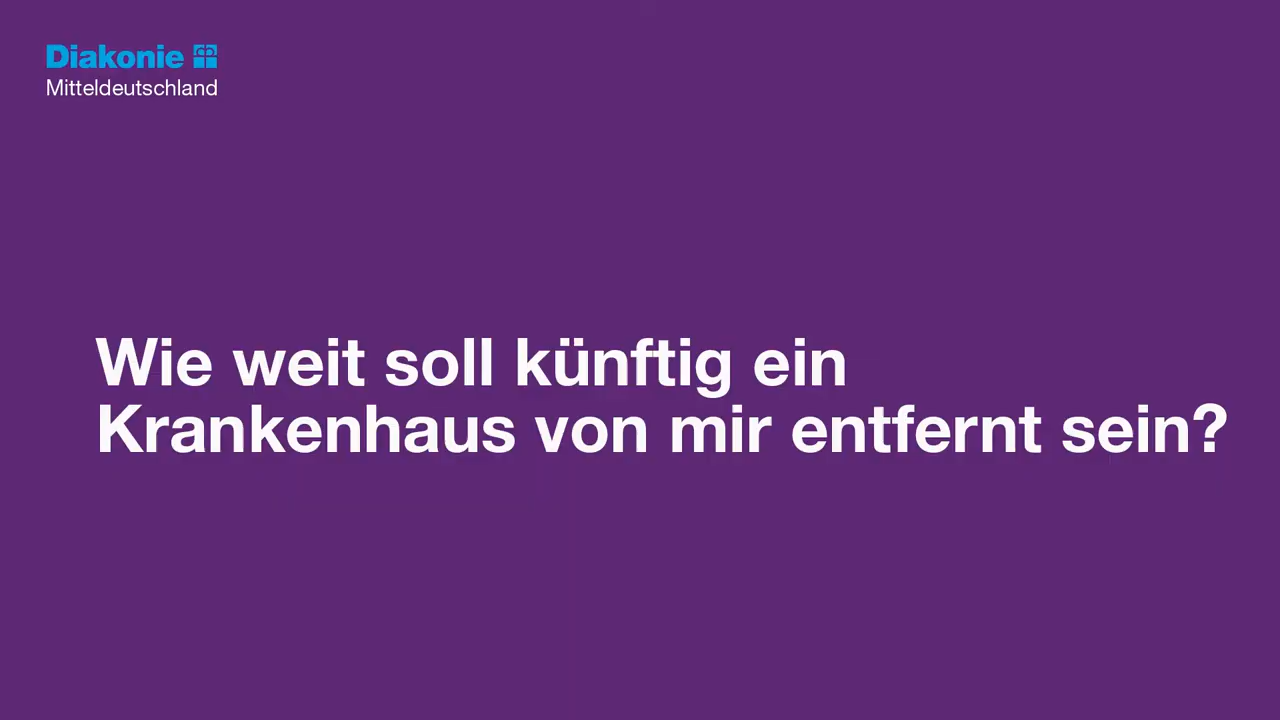 Diakonie
Mitteldeutschland
Wie weit soll künftig ein
Krankenhaus von mir entfernt sein?